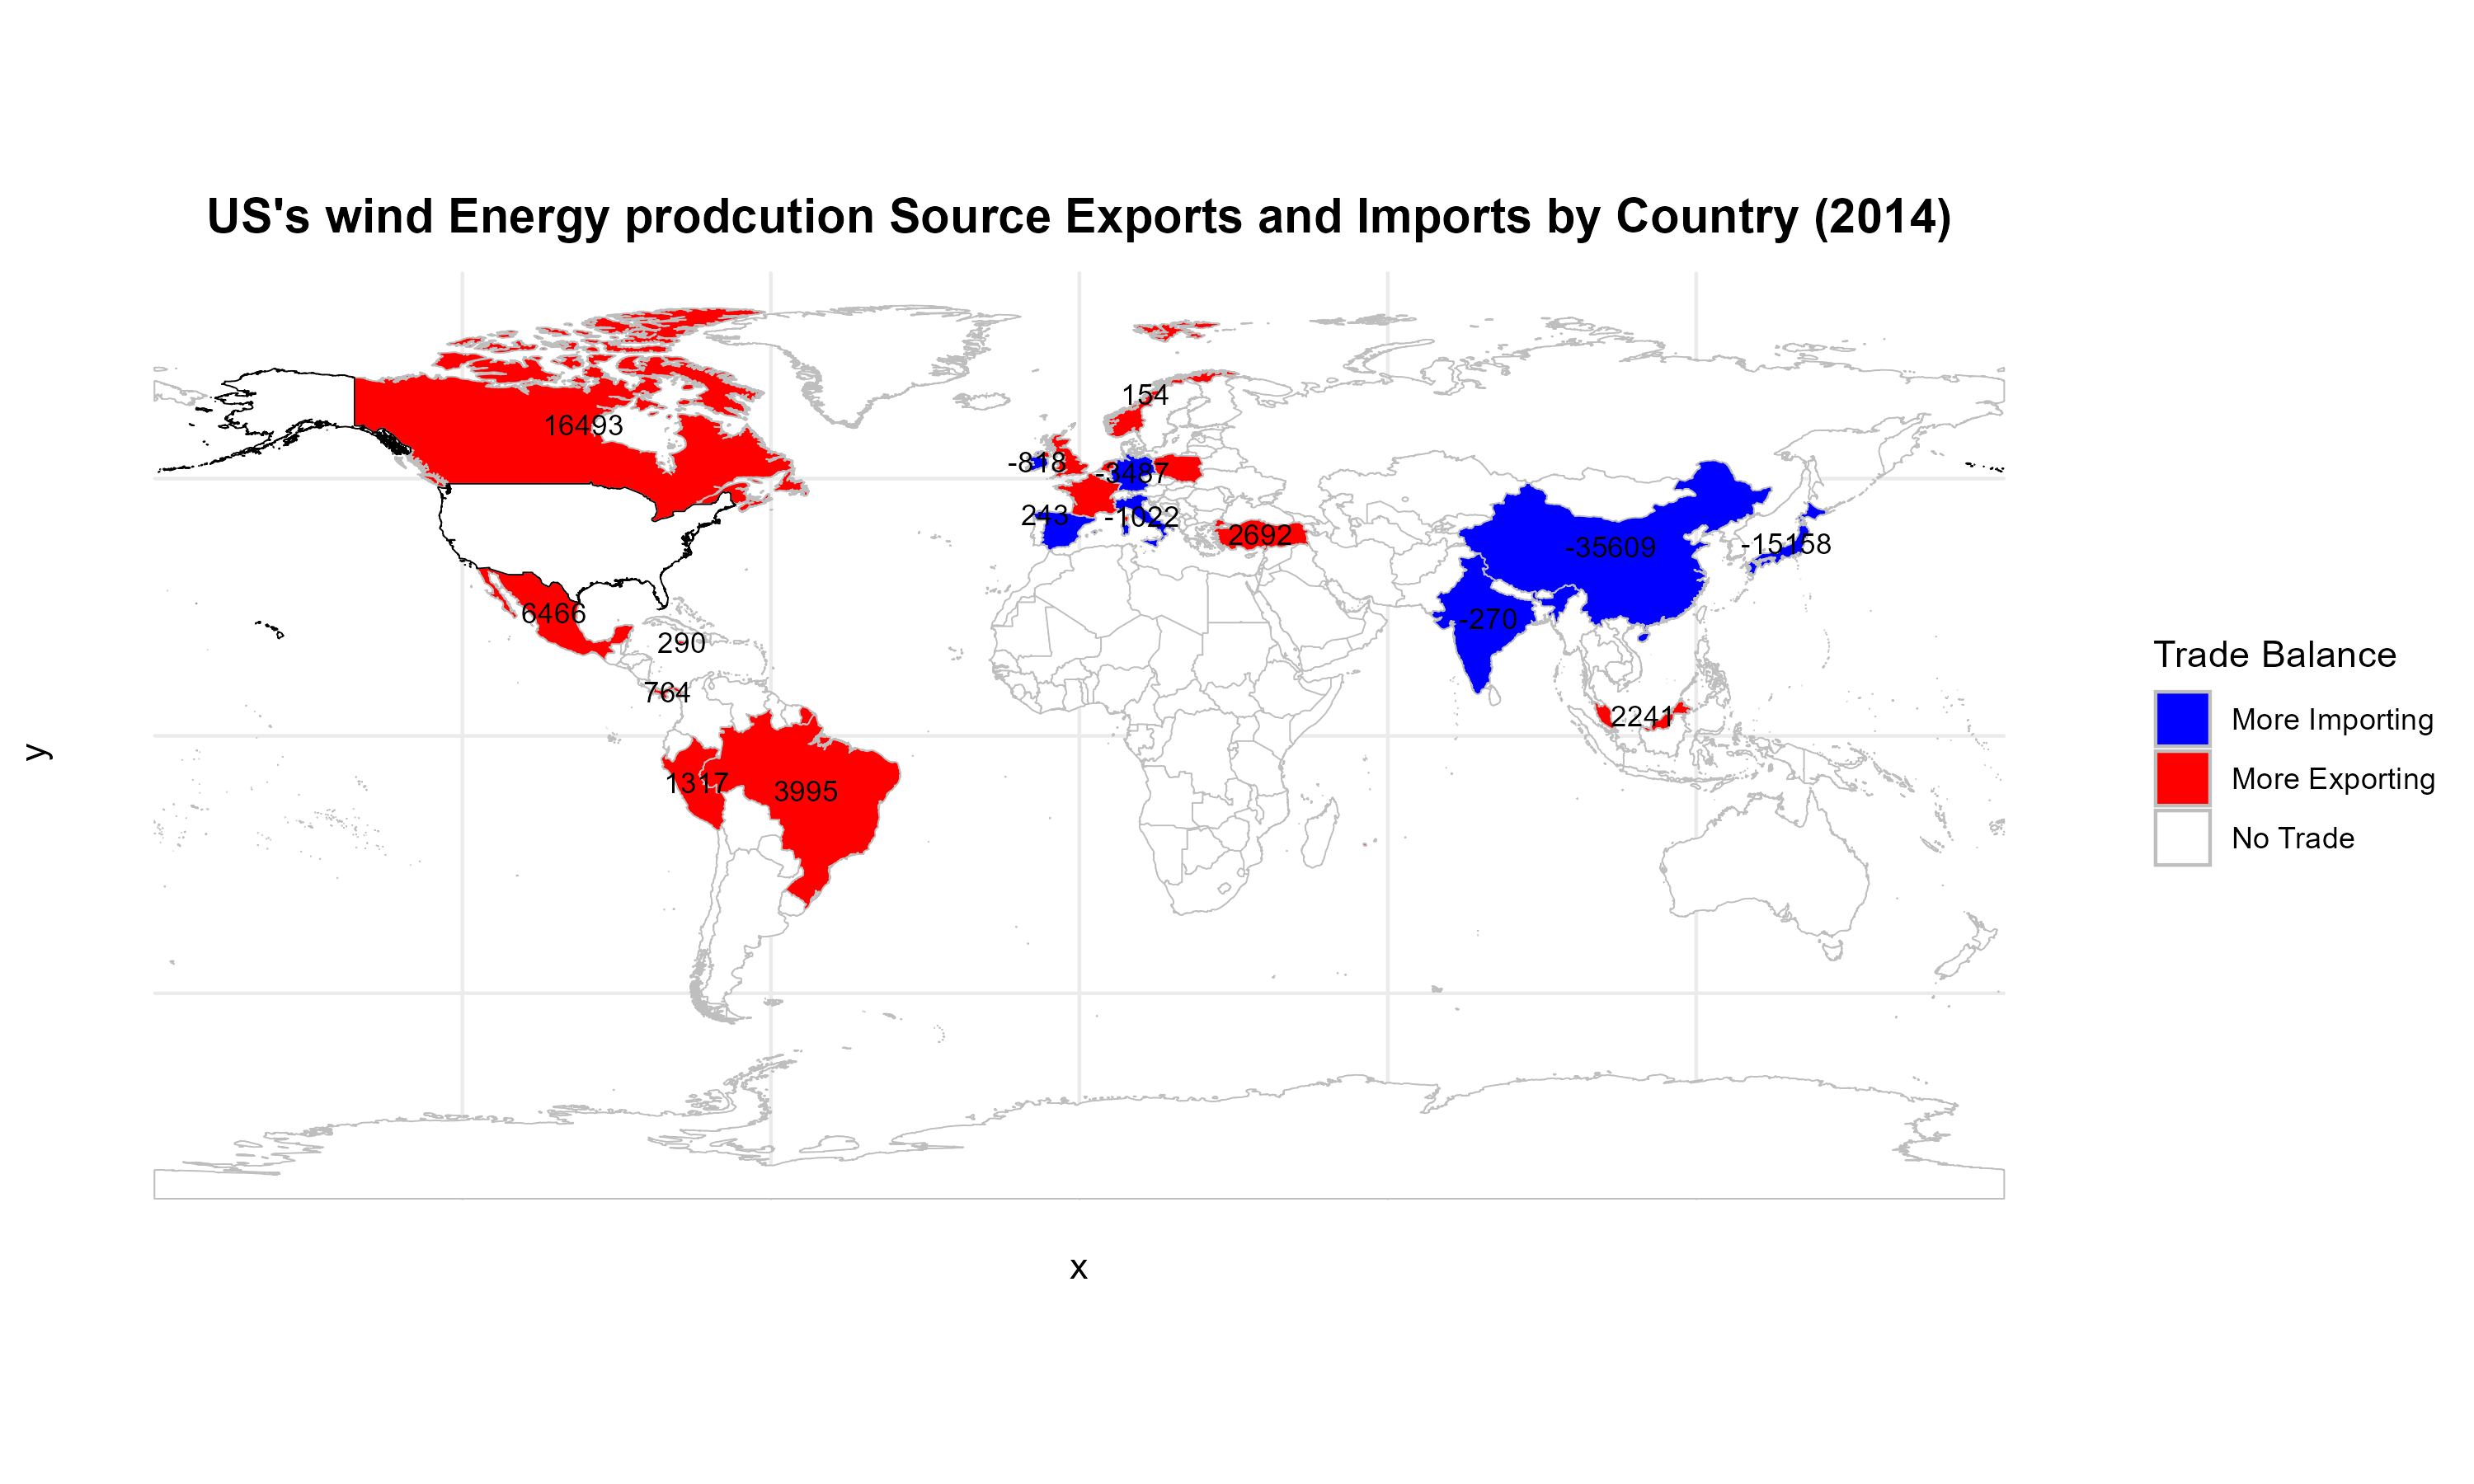 US's wind Energy prodcution Source Exports and Imports by Country (2014)
154
16493
-818
-3487
243
-1022
2692
-35609
-15158
6466
-270
290
764
2241
1317
3995
y
x
Trade Balance
More Importing
More Exporting
No Trade